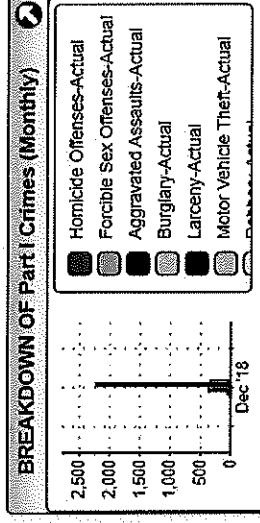 BREAKDOWN OF Part I Crimes (Monthly)
2,500
2,000
1,500
1,000
500
0
Dec '18
Homicide Offenses-Actual
Forcible Sex Offenses-Actual
Aggravated Assaults-Actual
Burglary-Actual
Larceny-Actual
Motor Vehicle Theft-Actual